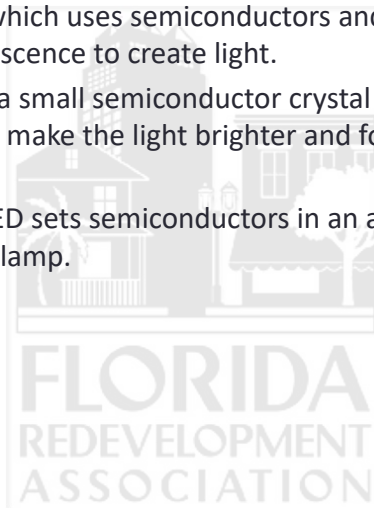 which uses semiconductors and
scence to create light.
a small semiconductor crystal
make the light brighter and fo
ED sets semiconductors in an a
lamp.
FLORIDA
REDEVELOPMENT
ASSOCIATION